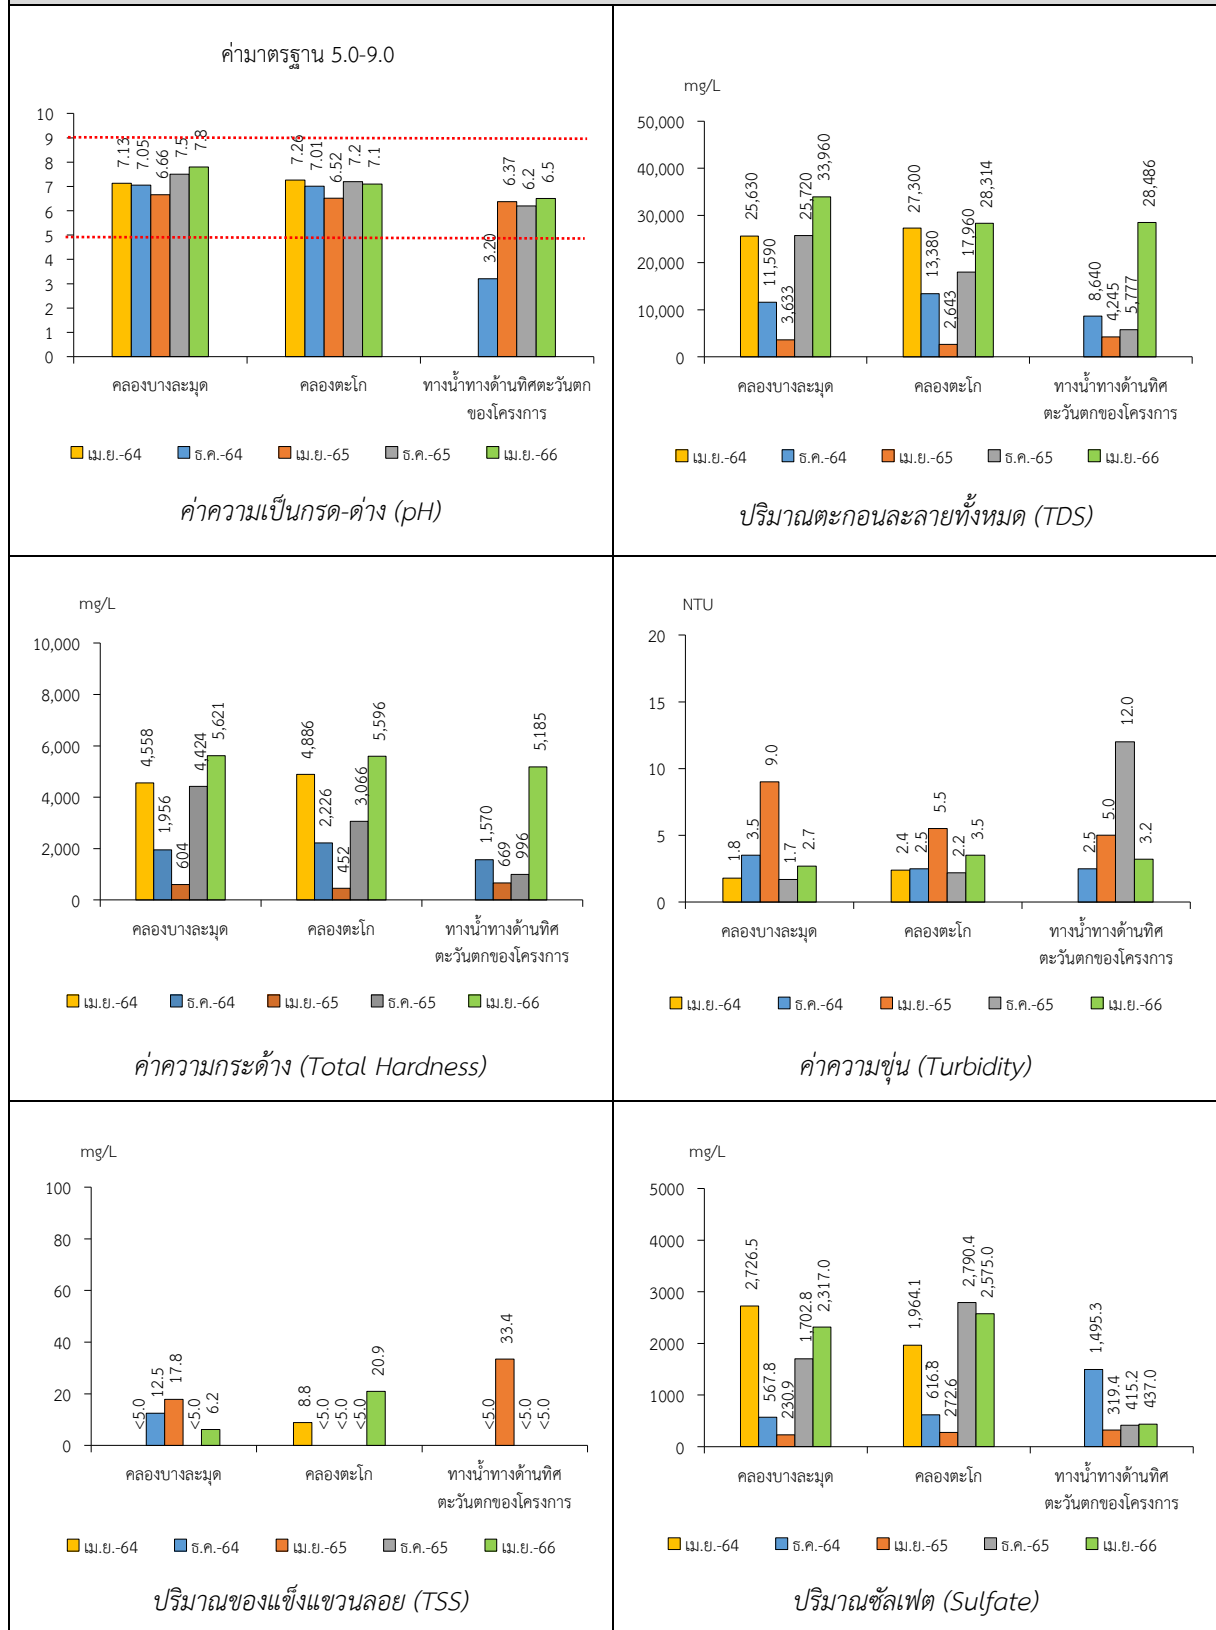 ค่ามาตรฐาน 5.0-9.0
10
9
8
7
6
5
4
3
2
1
0
7.13
7.05
6.66
7.5
7.8
7.26
7.01
6.52
7.2
7.1
3.20
6.37
6.2
6.5
คลองบางละมุด
คลองตะโก
ทางน้ำทางด้านทิศตะวันตก
ของโครงการ
เม.ย.-64 ธ.ค.-64 เม.ย.-65 ธ.ค.-65 เม.ย.-66
ค่าความเป็นกรด-ด่าง (pH)
mg/L
50,000
40,000
30,000
20,000
10,000
0
25,630
11,590
3,633
25,720
33,960
27,300
13,380
2,643
17,960
28,314
8,640
4,245
5,777
28,486
คลองบางละมุด
คลองตะโก
ทางน้ำทางด้านทิศ
ตะวันตกของโครงการ
เม.ย.-64 ธ.ค.-64 เม.ย.-65 ธ.ค.-65 เม.ย.-66
ปริมาณตะกอนละลายทั้งหมด (TDS)
mg/L
10,000
8,000
6,000
4,000
2,000
0
4,558
1,956
604
4,424
5,621
4,886
2,226
452
3,066
5,596
1,570
669
996
5,185
คลองบางละมุด
คลองตะโก
ทางน้ำทางด้านทิศ
ตะวันตกของโครงการ
เม.ย.-64 ธ.ค.-64 เม.ย.-65 ธ.ค.-65 เม.ย.-66
ค่าความกระด้าง (Total Hardness)
NTU
20
15
10
5
0
1.8
3.5
9.0
1.7
2.7
2.4
2.5
5.5
2.2
3.5
2.5
5.0
12.0
3.2
คลองบางละมุด
คลองตะโก
ทางน้ำทางด้านทิศ
ตะวันตกของโครงการ
เม.ย.-64 ธ.ค.-64 เม.ย.-65 ธ.ค.-65 เม.ย.-66
ค่าความขุ่น (Turbidity)
mg/L
100
80
60
40
20
0
<5.0
12.5
17.8
<5.0
6.2
8.8
<5.0
<5.0
<5.0
20.9
<5.0
33.4
<5.0
<5.0
คลองบางละมุด
คลองตะโก
ทางน้ำทางด้านทิศ
ตะวันตกของโครงการ
เม.ย.-64 ธ.ค.-64 เม.ย.-65 ธ.ค.-65 เม.ย.-66
ปริมาณของแข็งแขวนลอย (TSS)
mg/L
5000
4000
3000
2000
1000
0
2,726.5
567.8
230.9
1,702.8
2,317.0
1,964.1
616.8
272.6
2,790.4
2,575.0
1,495.3
319.4
415.2
437.0
คลองบางละมุด
คลองตะโก
ทางน้ำทางด้านทิศ
ตะวันตกของโครงการ
เม.ย.-64 ธ.ค.-64 เม.ย.-65 ธ.ค.-65 เม.ย.-66
ปริมาณซัลเฟต (Sulfate)